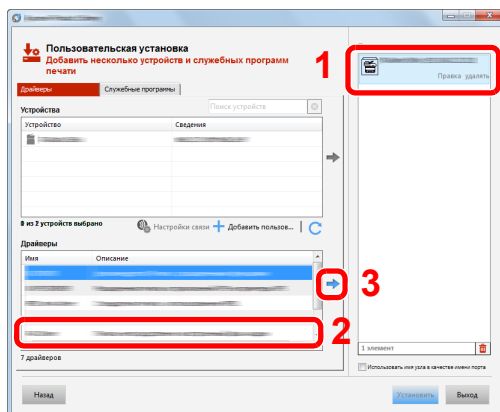 Пользовательская установка
Добавить несколько устройств и служебных программ
печати
1
Правка удалять
Драйверы
Служебные программы
Устройства
Поиск устройств
Устройство
Сведения
0 из 2 устройств выбрано
Настройки связи
Добавить пользов...
Драйверы
Имя
Описание
3
2
7 драйверов
1 элемент
Использовать имя узла в качестве имени порта
Назад
Установить
Выход